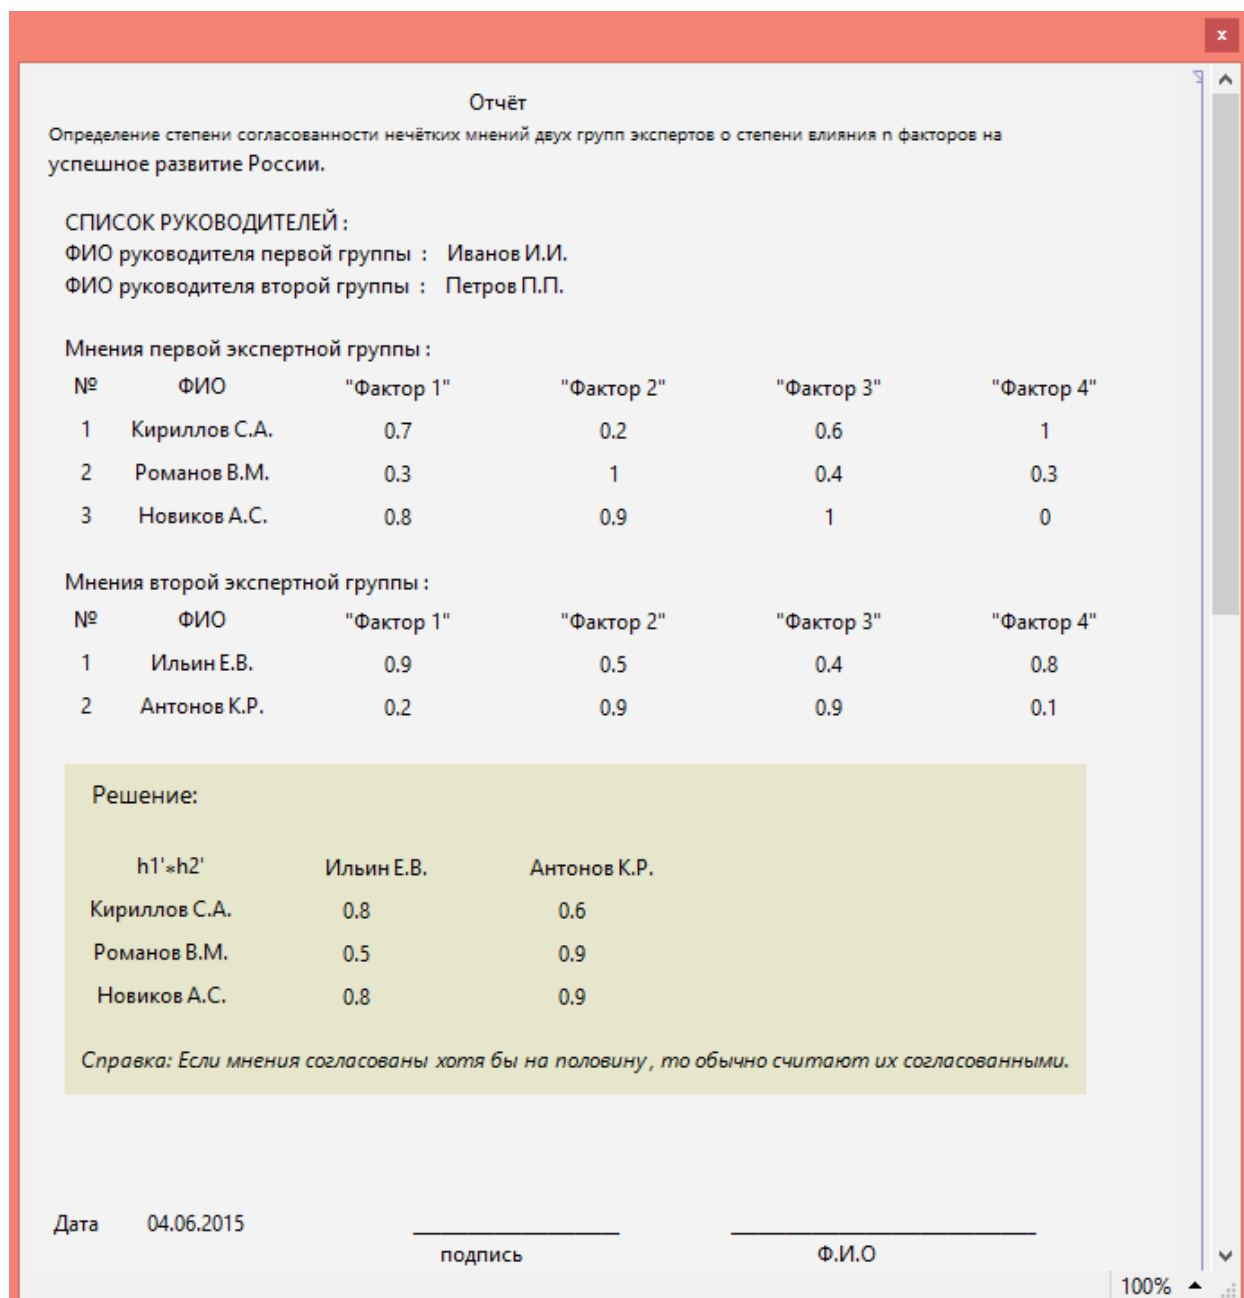 x
Отчёт
Определение степени согласованности нечётких мнений двух групп экспертов о степени влияния n факторов на
успешное развитие России.
СПИСОК РУКОВОДИТЕЛЕЙ :
ФИО руководителя первой группы : Иванов И.И.
ФИО руководителя второй группы : Петров П.П.
Мнения первой экспертной группы :
№ ФИО "Фактор 1" "Фактор 2" "Фактор 3" "Фактор 4"
1 Кириллов С.А. 0.7 0.2 0.6 1
2 Романов В.М. 0.3 1 0.4 0.3
3 Новиков А.С. 0.8 0.9 1 0
Мнения второй экспертной группы :
№ ФИО "Фактор 1" "Фактор 2" "Фактор 3" "Фактор 4"
1 Ильин Е.В. 0.9 0.5 0.4 0.8
2 Антонов К.Р. 0.2 0.9 0.9 0.1
Решение:
h1'*h2' Ильин Е.В. Антонов К.Р.
Кириллов С.А. 0.8 0.6
Романов В.М. 0.5 0.9
Новиков А.С. 0.8 0.9
Справка: Если мнения согласованы хотя бы на половину , то обычно считают их согласованными.
Дата 04.06.2015
подпись Ф.И.О
100%